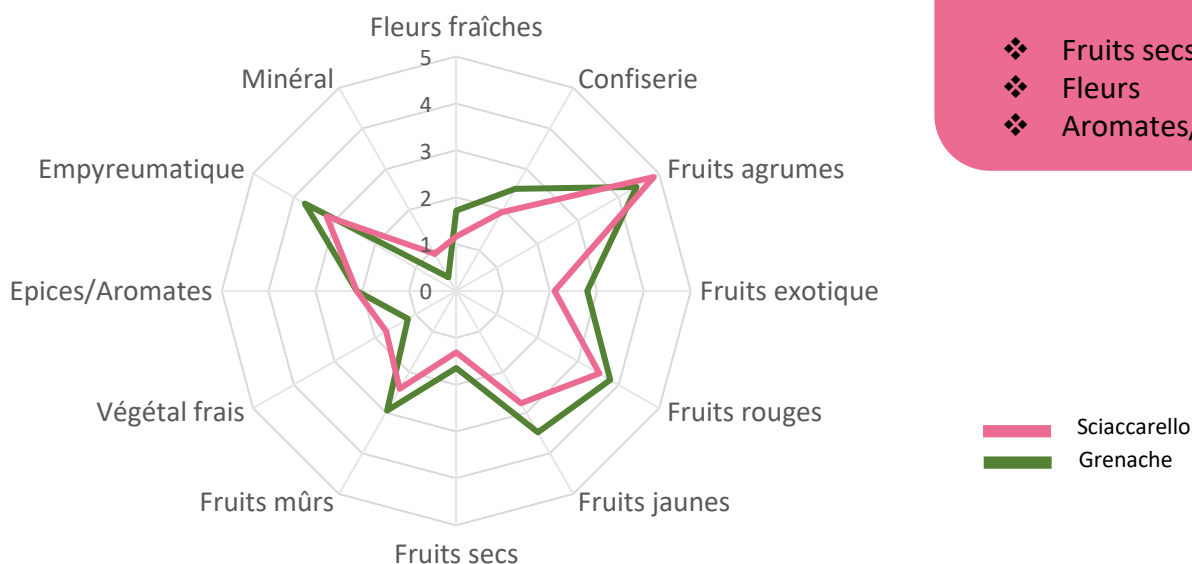 Fleurs fraîches
Confiserie
Fruits agrumes
Fruits exotique
Fruits rouges
Fruits jaunes
Fruits secs
Fruits mûrs
Végétal frais
Epices/Aromates
Empyreumatique
Minéral
5
4
3
2
1
0
❖ Fruits secs
❖ Fleurs
❖ Aromates/
Sciaccarello
Grenache